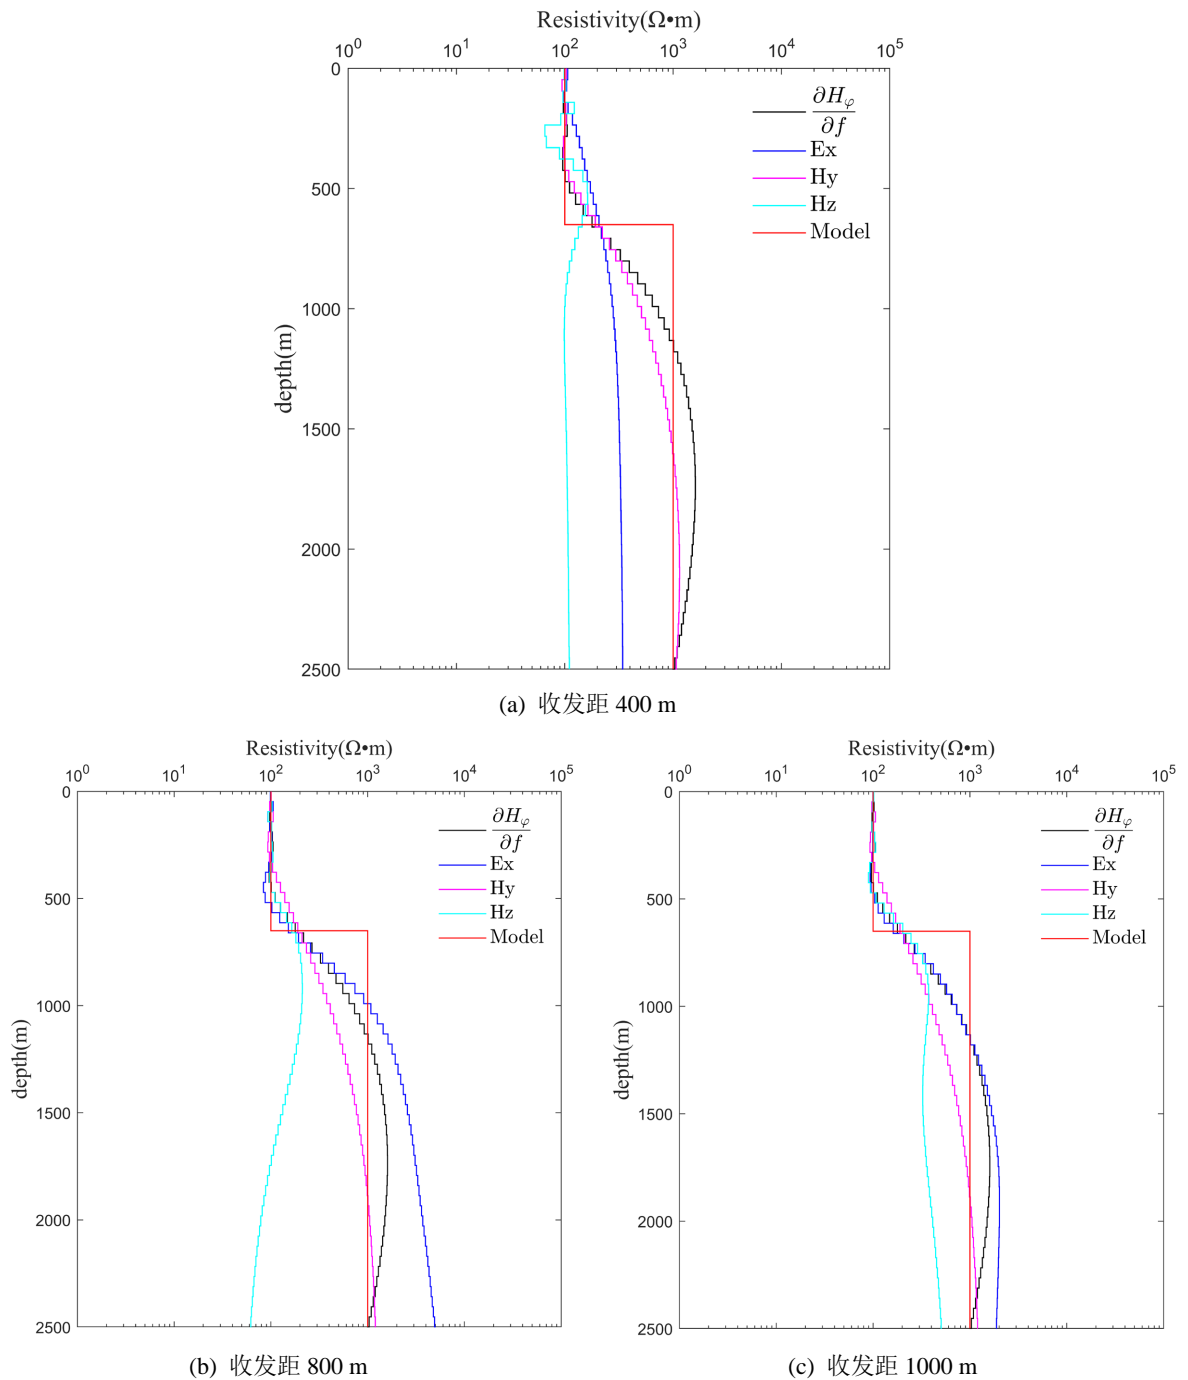 Resistivity(Ω•m)
10^0 10^1 10^2 10^3 10^4 10^5
0
500
1000
1500
2000
2500
depth(m)
∂H_φ
∂f
Ex
Hy
Hz
Model
(a) 收发距 400 m
Resistivity(Ω•m)
10^0 10^1 10^2 10^3 10^4 10^5
0
500
1000
1500
2000
2500
depth(m)
∂H_φ
∂f
Ex
Hy
Hz
Model
(b) 收发距 800 m
Resistivity(Ω•m)
10^0 10^1 10^2 10^3 10^4 10^5
0
500
1000
1500
2000
2500
depth(m)
∂H_φ
∂f
Ex
Hy
Hz
Model
(c) 收发距 1000 m